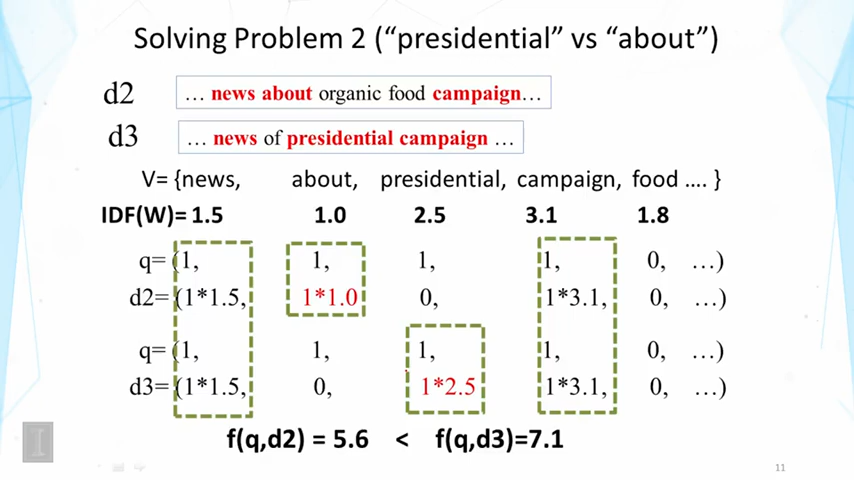 Solving Problem 2 (“presidential” vs “about”)
d2 … news about organic food campaign…
d3 … news of presidential campaign …
V= {news, about, presidential, campaign, food …. }
IDF(W)= 1.5 1.0 2.5 3.1 1.8
q= (1, 1, 1, 1, 0, …)
d2= (1*1.5, 1*1.0 0, 1*3.1, 0, …)
q= (1, 1, 1, 1, 0, …)
d3= (1*1.5, 0, 1*2.5 1*3.1, 0, …)
f(q,d2) = 5.6 < f(q,d3)=7.1
I
11